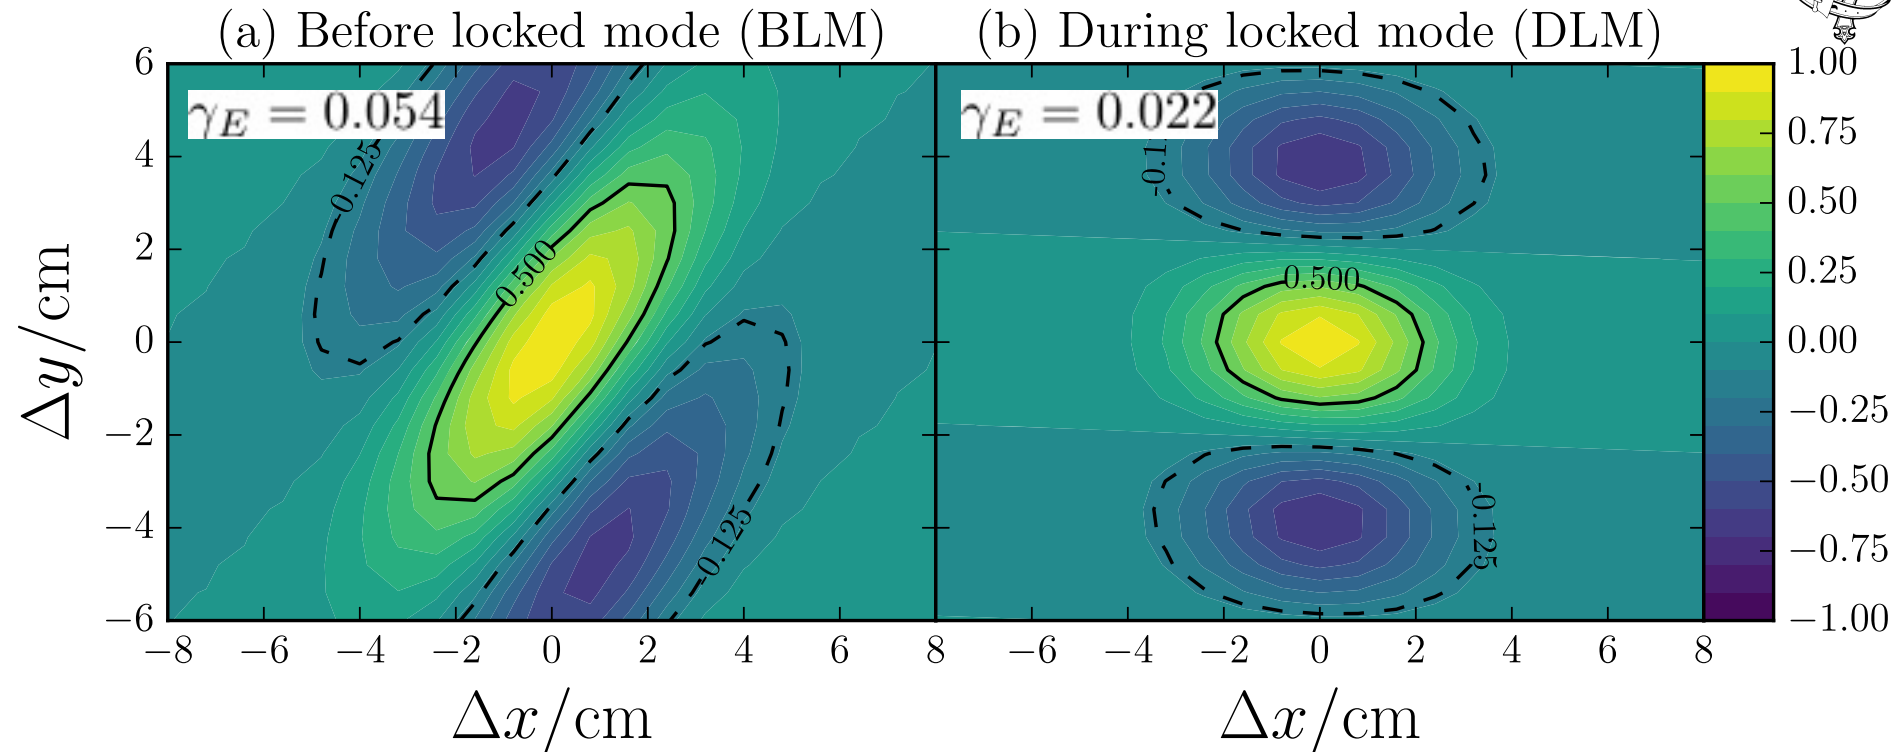 (a) Before locked mode (BLM)
(b) During locked mode (DLM)
γE = 0.054
γE = 0.022
Δy/cm
6
4
2
0
−2
−4
−6
-0.125
0.500
-0.125
-0.1
0.500
-0.125
−8 −6 −4 −2 0 2 4 6 8
−6 −4 −2 0 2 4 6 8
Δx/cm
Δx/cm
1.00
0.75
0.50
0.25
0.00
−0.25
−0.50
−0.75
−1.00